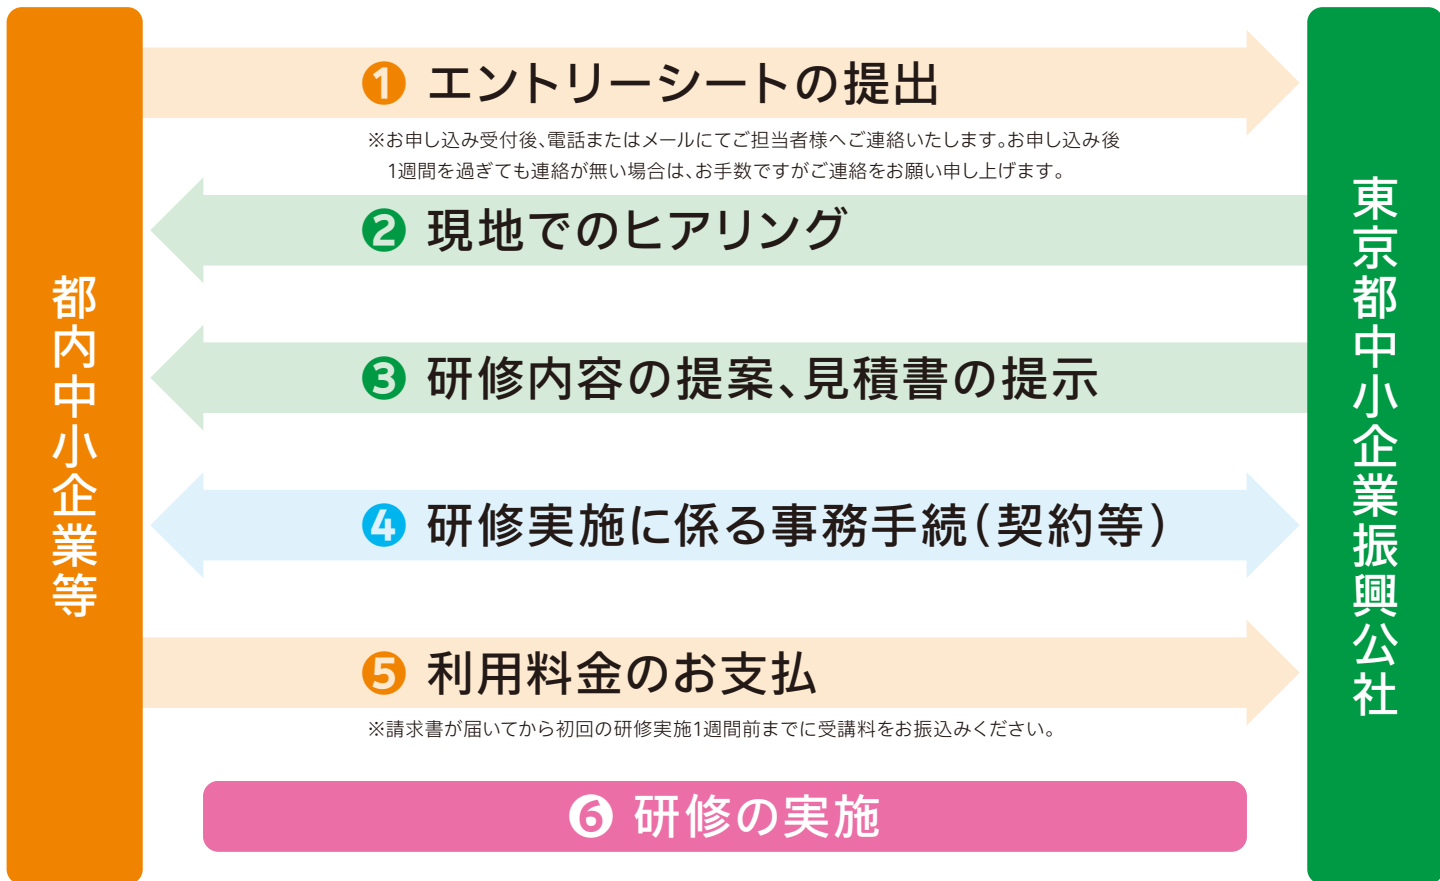 都内中小企業等
❶ エントリーシートの提出
※お申し込み受付後、電話またはメールにてご担当者様へご連絡いたします。お申し込み後
1週間を過ぎても連絡が無い場合は、お手数ですがご連絡をお願い申し上げます。
❷ 現地でのヒアリング
❸ 研修内容の提案、見積書の提示
❹ 研修実施に係る事務手続(契約等)
❺ 利用料金のお支払
※請求書が届いてから初回の研修実施1週間前までに受講料をお振込みください。
❻ 研修の実施
東京都中小企業振興公社